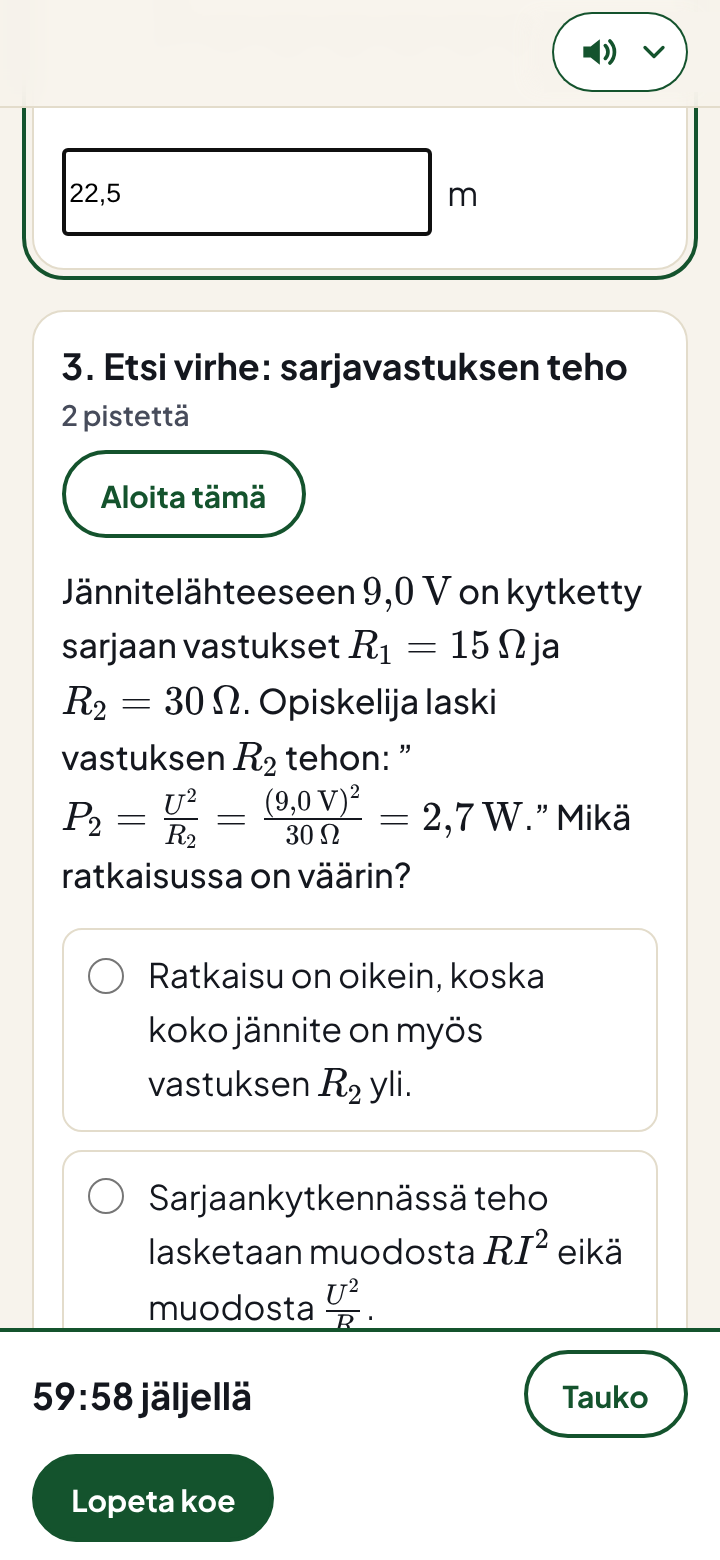 22,5 m
3. Etsi virhe: sarjavastuksen teho
2 pistettä
Aloita tämä
Jännitelähteeseen 9,0 V on kytketty
sarjaan vastukset R₁ = 15 Ω ja
R₂ = 30 Ω. Opiskelija laski
vastuksen R₂ tehon: ”
P₂ = U²/R₂ = (9,0 V)²/30 Ω = 2,7 W.” Mikä
ratkaisussa on väärin?
Ratkaisu on oikein, koska
koko jännite on myös
vastuksen R₂ yli.
Sarjaankytkennässä teho
lasketaan muodosta RI² eikä
muodosta U²/R.
59:58 jäljellä
Tauko
Lopeta koe